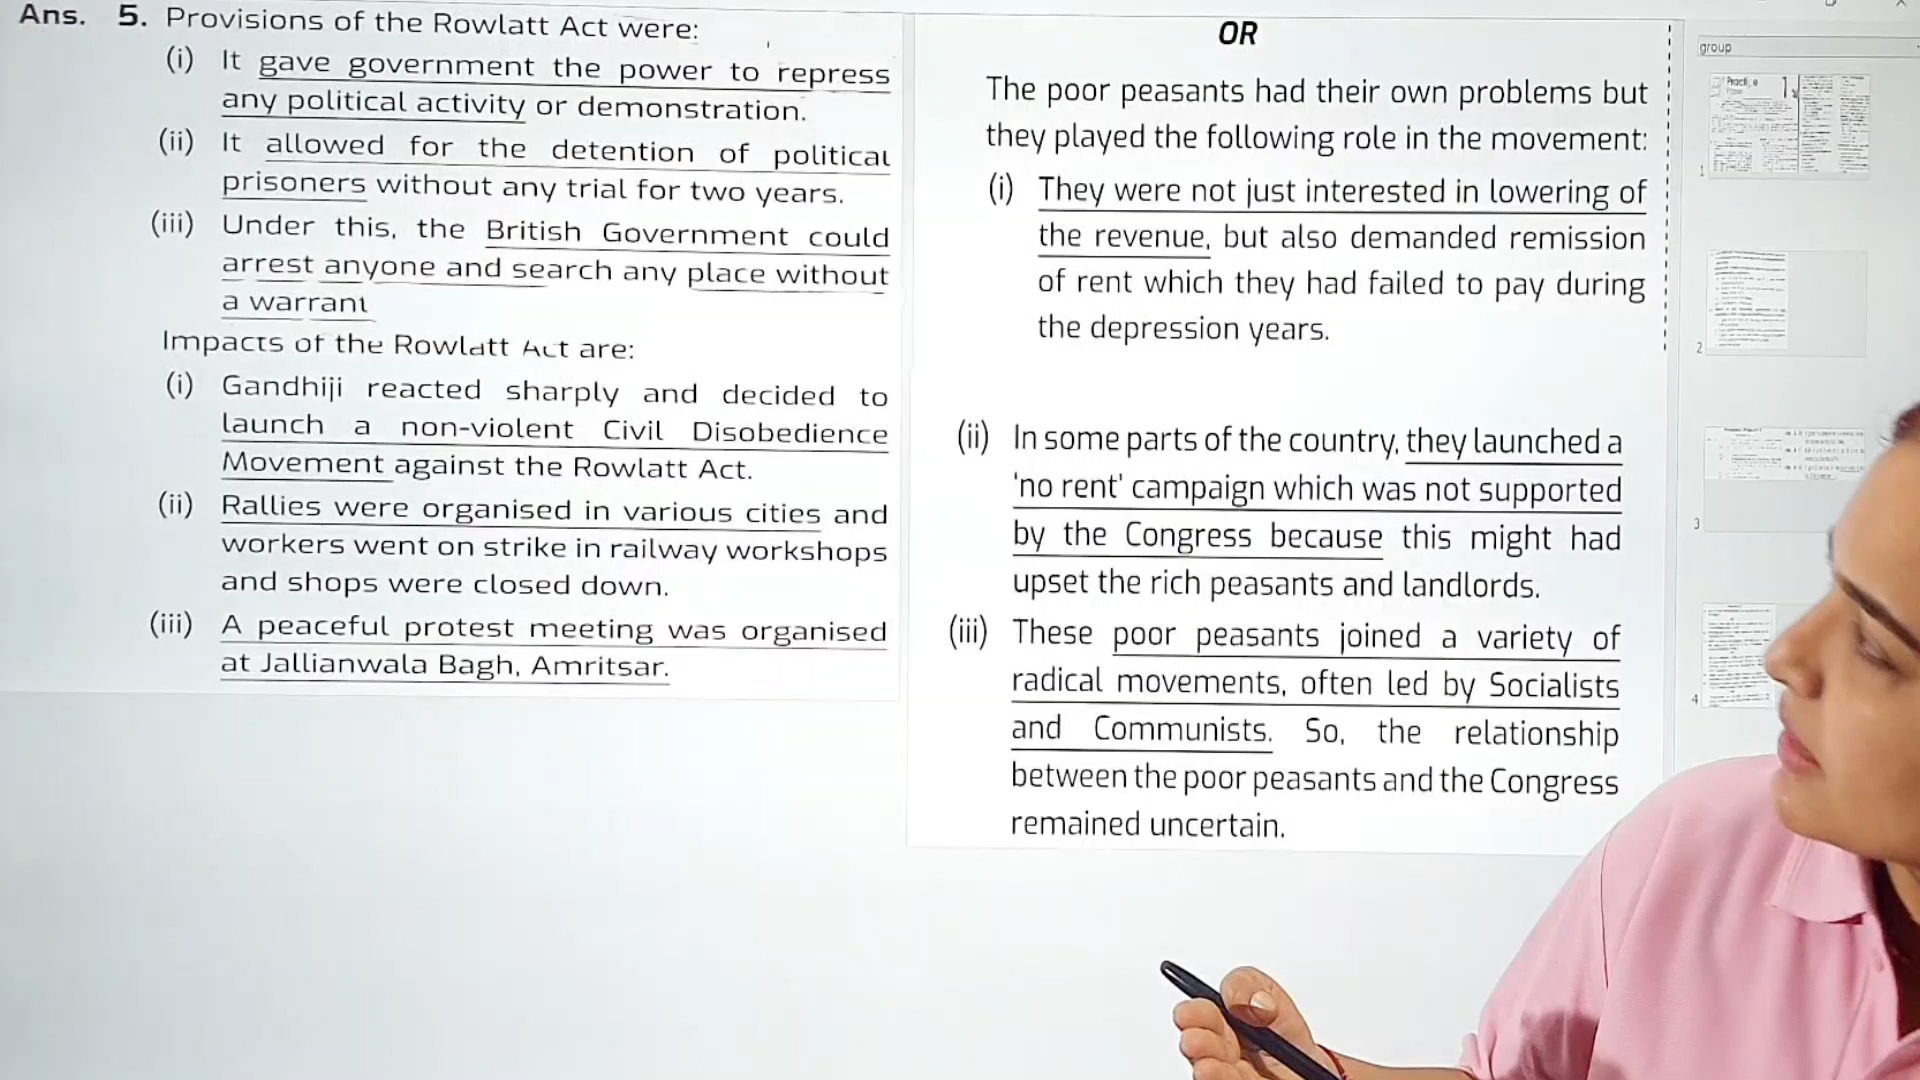 Ans. 5. Provisions of the Rowlatt Act were:
(i) It gave government the power to repress
any political activity or demonstration.
(ii) It allowed for the detention of political
prisoners without any trial for two years.
(iii) Under this, the British Government could
arrest anyone and search any place without
a warrant
Impacts of the Rowlatt Act are:
(i) Gandhiji reacted sharply and decided to
launch a non-violent Civil Disobedience
Movement against the Rowlatt Act.
(ii) Rallies were organised in various cities and
workers went on strike in railway workshops
and shops were closed down.
(iii) A peaceful protest meeting was organised
at Jallianwala Bagh, Amritsar.
OR
The poor peasants had their own problems but
they played the following role in the movement:
(i) They were not just interested in lowering of
the revenue, but also demanded remission
of rent which they had failed to pay during
the depression years.
(ii) In some parts of the country, they launched a
'no rent' campaign which was not supported
by the Congress because this might had
upset the rich peasants and landlords.
(iii) These poor peasants joined a variety of
radical movements, often led by Socialists
and Communists. So, the relationship
between the poor peasants and the Congress
remained uncertain.
group
1
2
3
4